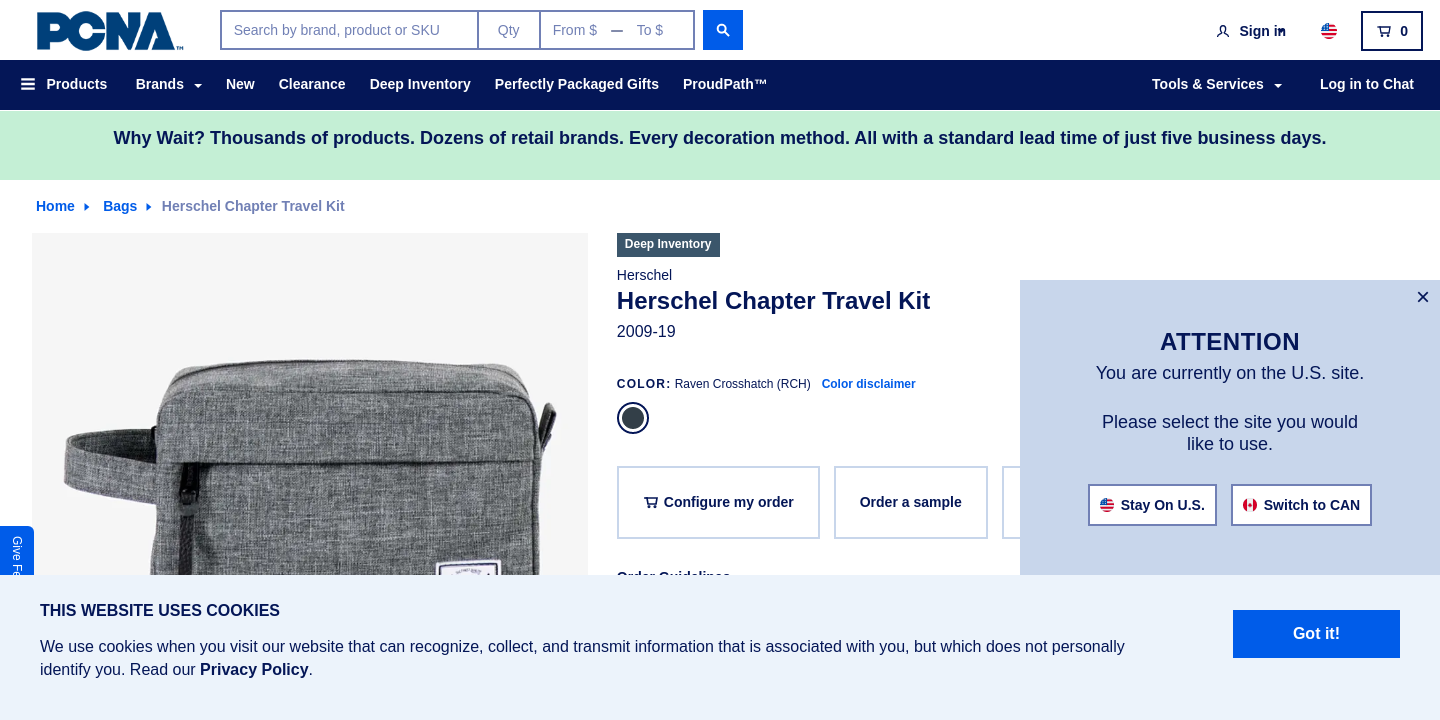 PCNA™
Search by brand, product or SKU
Qty
From $ — To $
Sign in
0
Products
Brands
New
Clearance
Deep Inventory
Perfectly Packaged Gifts
ProudPath™
Tools & Services
Log in to Chat
Why Wait? Thousands of products. Dozens of retail brands. Every decoration method. All with a standard lead time of just five business days.
Home
Bags
Herschel Chapter Travel Kit
Deep Inventory
Herschel
Herschel Chapter Travel Kit
2009-19
COLOR: Raven Crosshatch (RCH) Color disclaimer
Configure my order
Order a sample
Order Guidelines
×
ATTENTION
You are currently on the U.S. site.
Please select the site you would
like to use.
Stay On U.S.
Switch to CAN
Give
THIS WEBSITE USES COOKIES
We use cookies when you visit our website that can recognize, collect, and transmit information that is associated with you, but which does not personally
identify you. Read our Privacy Policy.
Got it!